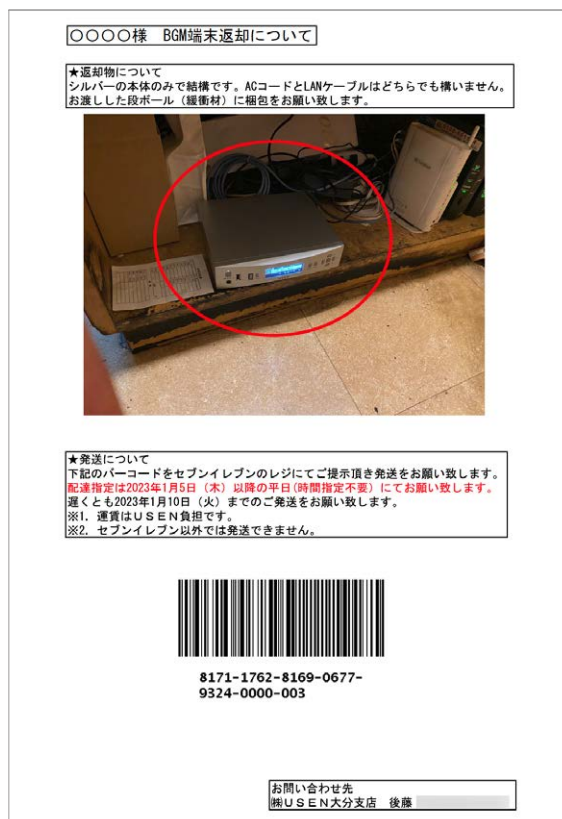 ○○○○様 BGM端末返却について
★返却物について
シルバーの本体のみで結構です。ACコードとLANケーブルはどちらでも構いません。
お渡しした段ボール（緩衝材）に梱包をお願い致します。
★発送について
下記のバーコードをセブンイレブンのレジにてご提示頂き発送をお願い致します。
配達指定は2023年1月5日（木）以降の平日(時間指定不要）にてお願い致します。
遅くとも2023年1月10日（火）までのご発送をお願い致します。
※1．運賃はＵＳＥＮ負担です。
※2．セブンイレブン以外では発送できません。
8171-1762-8169-0677-
9324-0000-003
お問い合わせ先
㈱ＵＳＥＮ大分支店 後藤